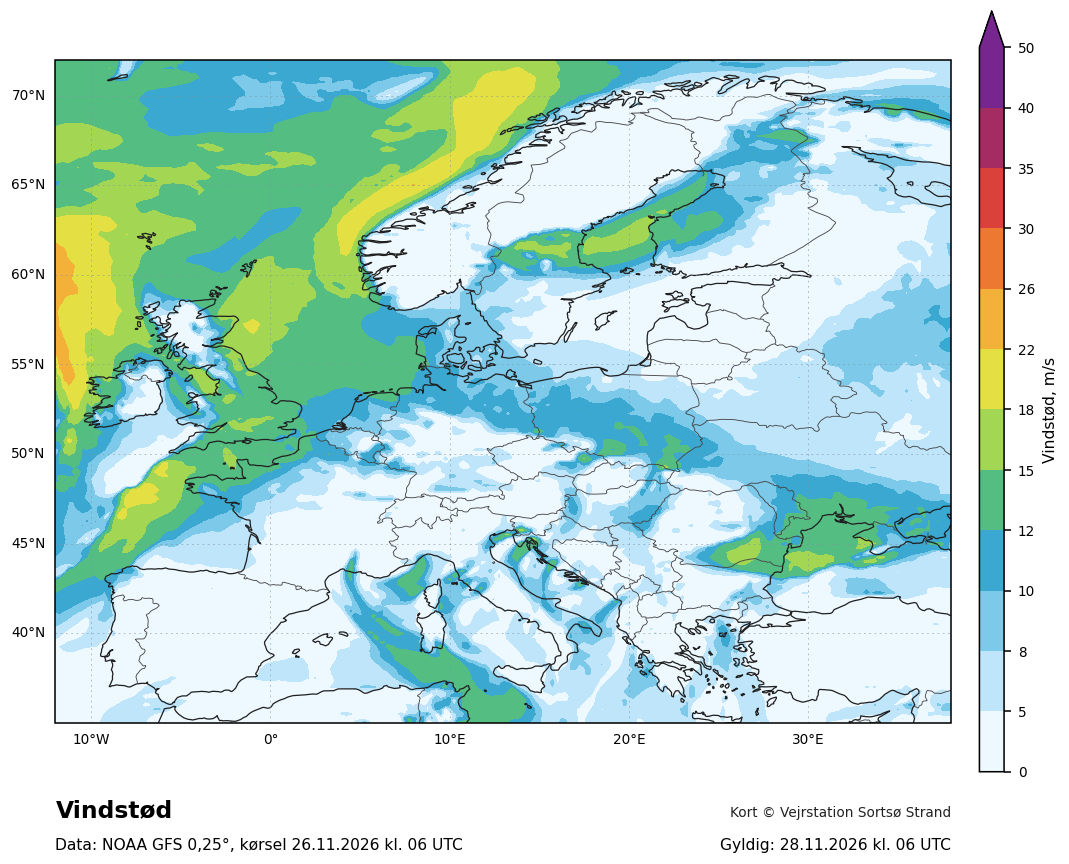 70°N
65°N
60°N
55°N
50°N
45°N
40°N
10°W 0° 10°E 20°E 30°E
50
40
35
30
26
22
18
15
12
10
8
5
0
Vindstød, m/s
Vindstød
Kort © Vejrstation Sortsø Strand
Data: NOAA GFS 0,25°, kørsel 26.11.2026 kl. 06 UTC
Gyldig: 28.11.2026 kl. 06 UTC